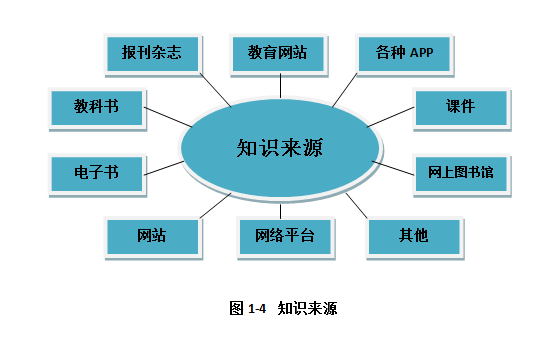 报刊杂志
教育网站
各种 APP
教科书
课件
知识来源
电子书
网上图书馆
网站
网络平台
其他
图 1-4 知识来源